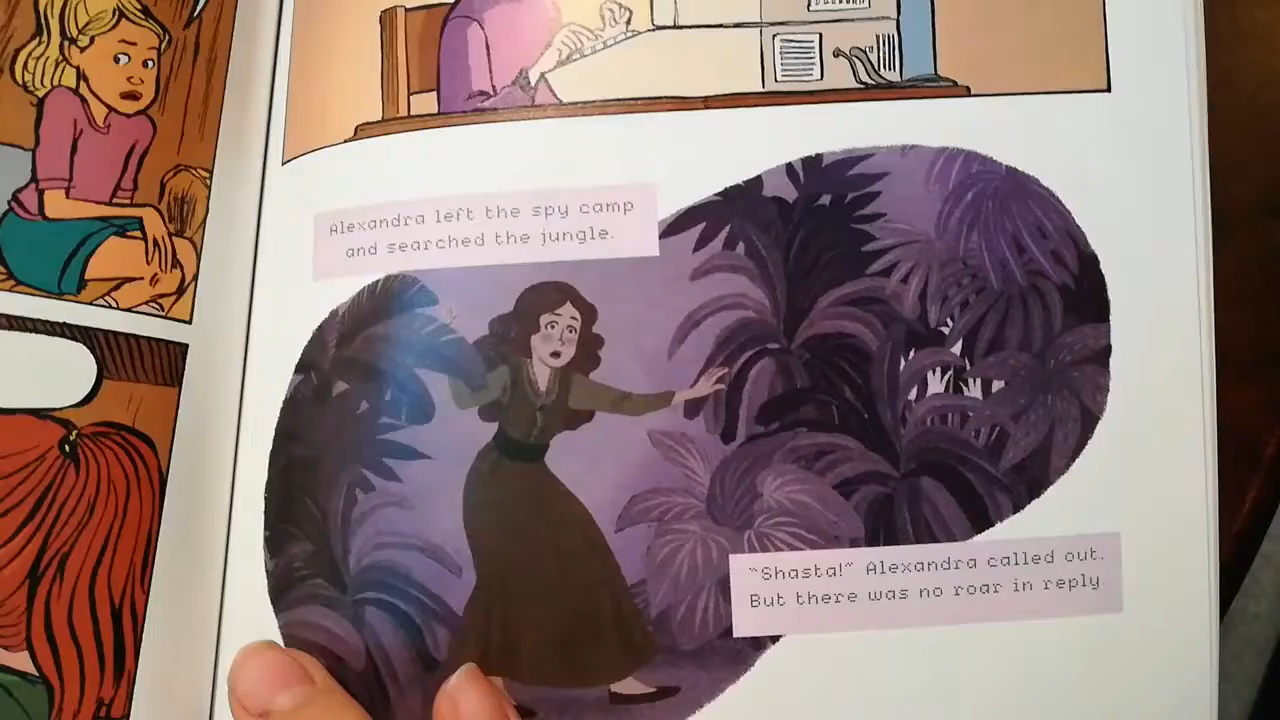 Alexandra left the spy camp
and searched the jungle.
"Shasta!" Alexandra called out.
But there was no roar in reply.